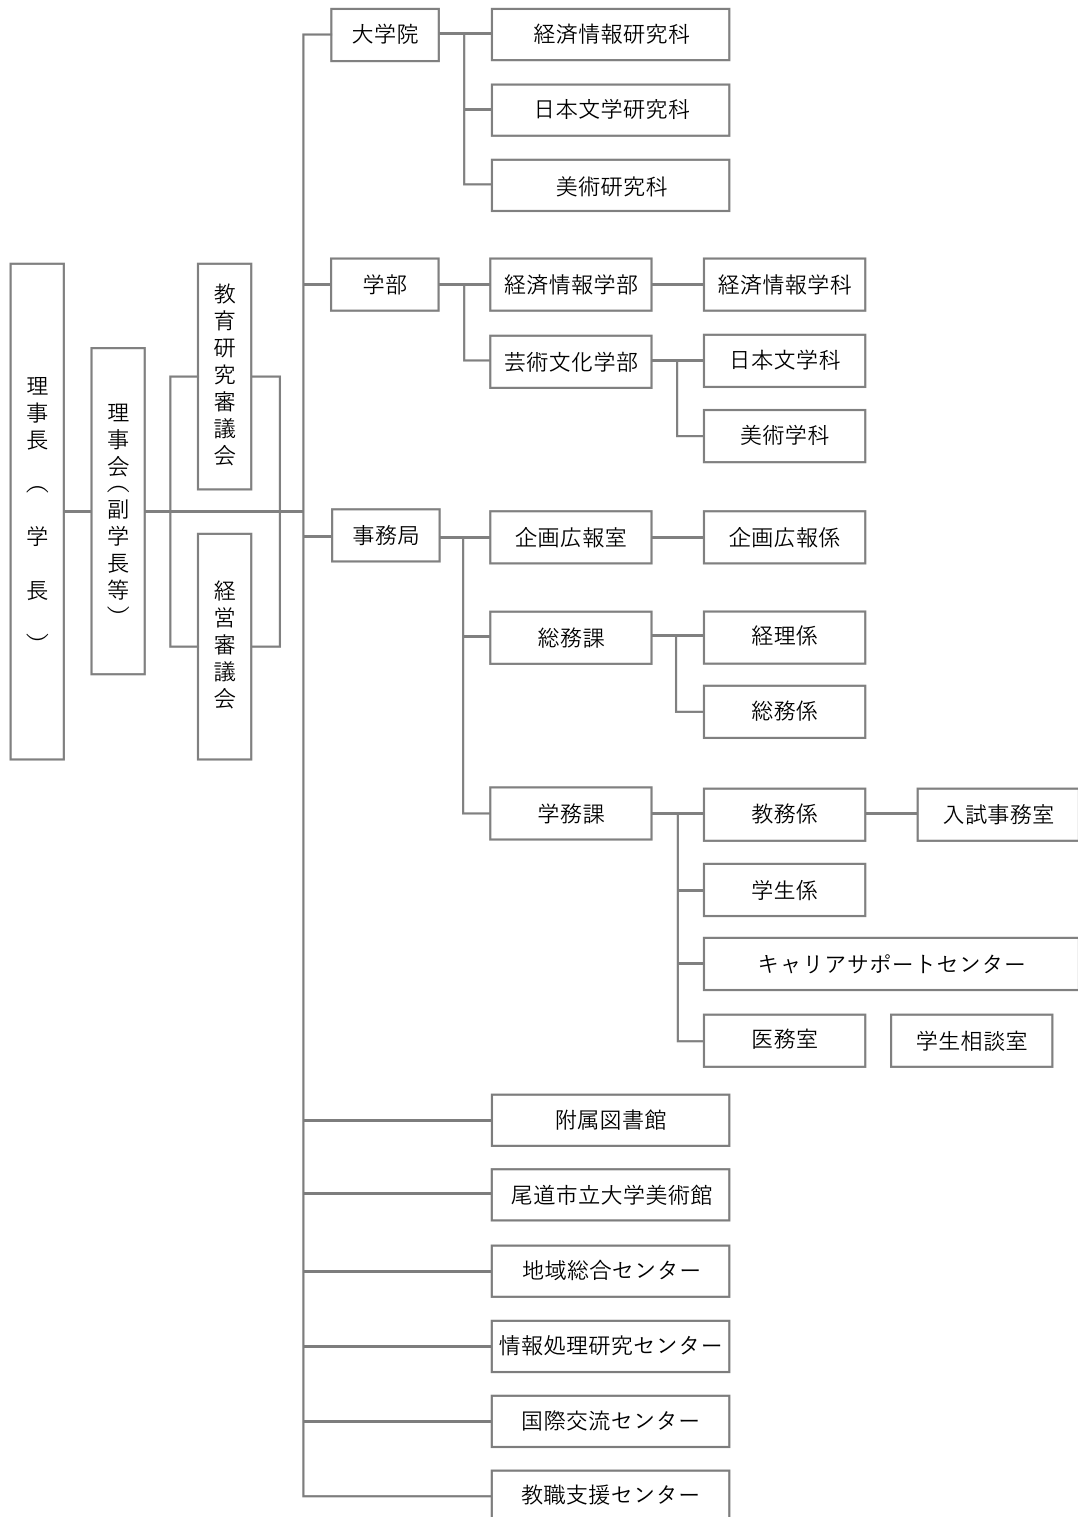 理事長（学長）
理事会（副学長等）
教育研究審議会
経営審議会
大学院
経済情報研究科
日本文学研究科
美術研究科
学部
経済情報学部
経済情報学科
芸術文化学部
日本文学科
美術学科
事務局
企画広報室
企画広報係
総務課
経理係
総務係
学務課
教務係
入試事務室
学生係
キャリアサポートセンター
医務室
学生相談室
附属図書館
尾道市立大学美術館
地域総合センター
情報処理研究センター
国際交流センター
教職支援センター